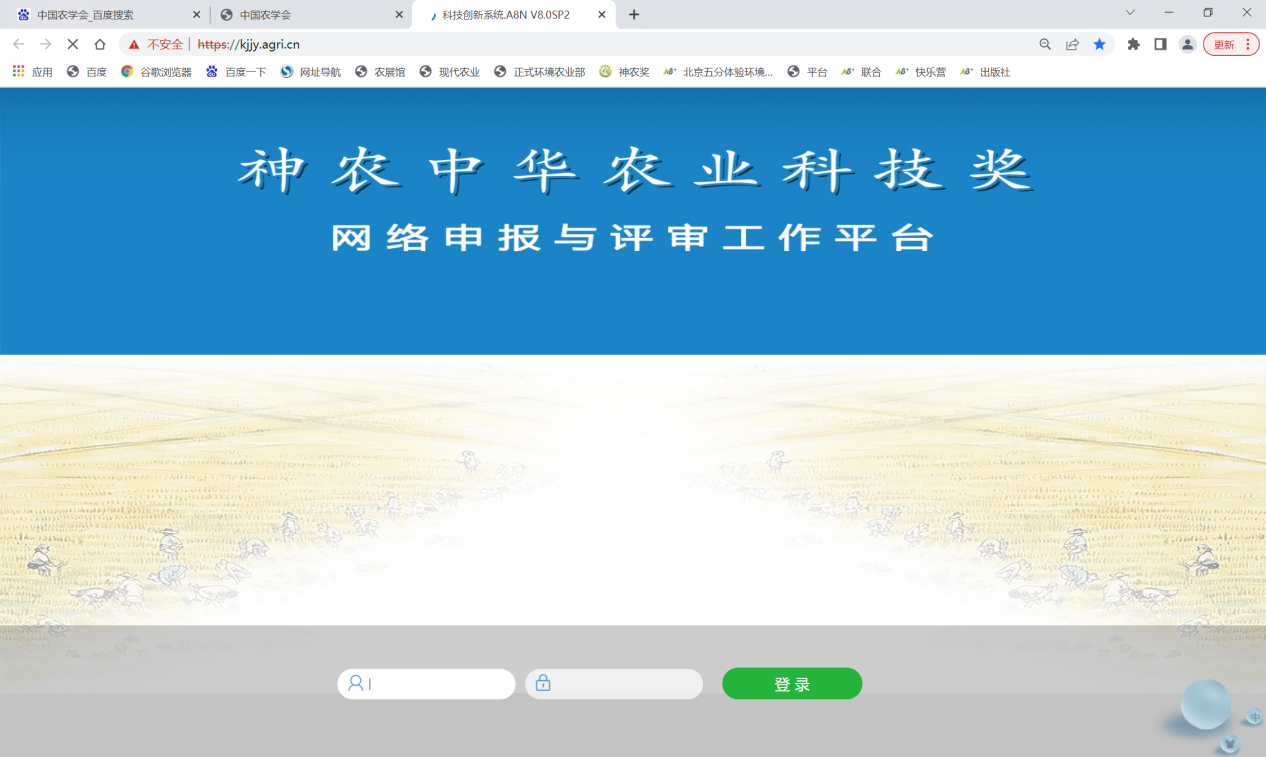 中国农学会_百度搜索
中国农学会
科技创新系统.A8N V8.0SP2
不安全 | https://kjjy.agri.cn
更新
应用 百度 谷歌浏览器 百度一下 网址导航 农展馆 现代农业 正式环境农业部 神农奖 北京五分体验环境... 平台 联合 快乐营 出版社
神农中华农业科技奖
网络申报与评审工作平台
登录
中